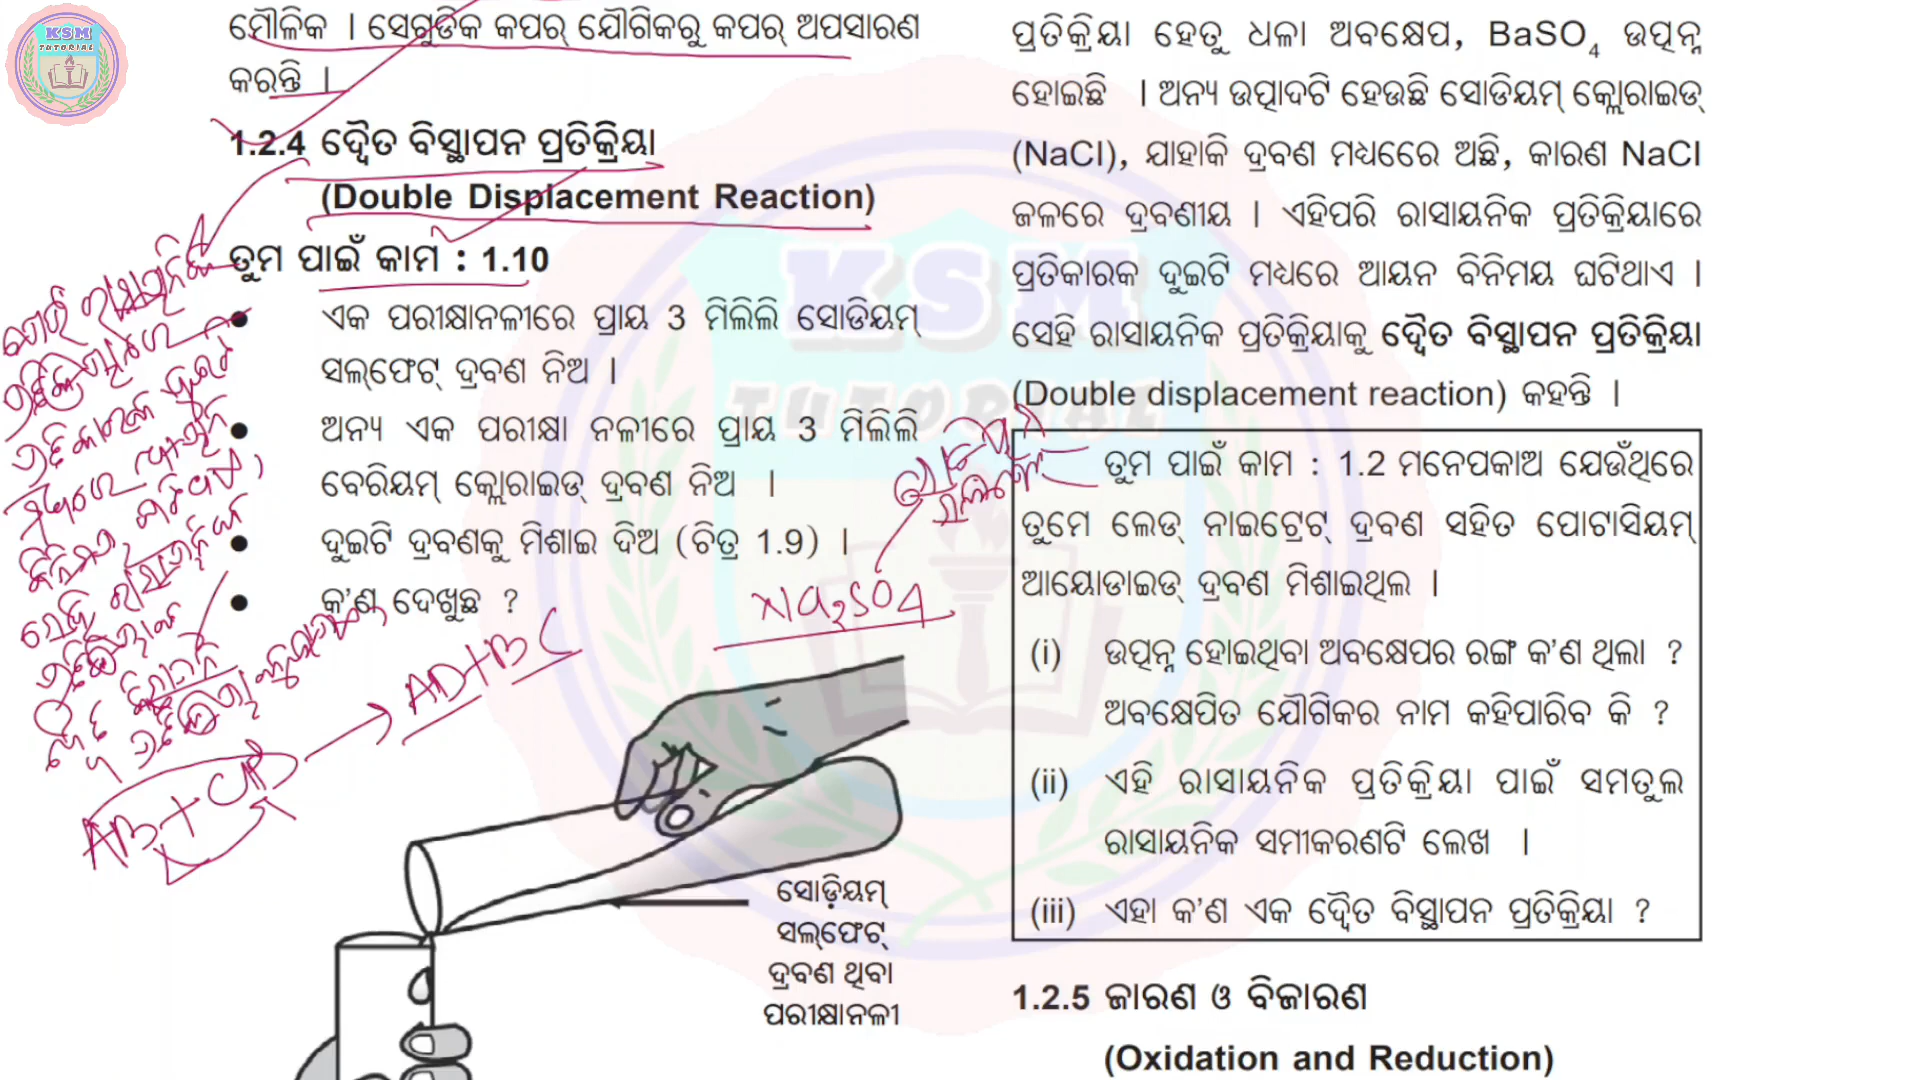 KSM
TUTORIAL
ମୌଳିକ । ସେଗୁଡିକ କପର୍ ଯୌଗିକରୁ କପର୍ ଅପସାରଣ
କରନ୍ତି ।
1.2.4 ଦ୍ୱୈତ ବିସ୍ଥାପନ ପ୍ରତିକ୍ରିୟା
(Double Displacement Reaction)
ତୁମ ପାଇଁ କାମ : 1.10
● ଏକ ପରୀକ୍ଷାନଳୀରେ ପ୍ରାୟ 3 ମିଲିଲି ସୋଡିୟମ୍
ସଲ୍‌ଫେଟ୍ ଦ୍ରବଣ ନିଅ ।
● ଅନ୍ୟ ଏକ ପରୀକ୍ଷା ନଳୀରେ ପ୍ରାୟ 3 ମିଲିଲି
ବେରିୟମ୍ କ୍ଲୋରାଇଡ୍ ଦ୍ରବଣ ନିଅ ।
● ଦୁଇଟି ଦ୍ରବଣକୁ ମିଶାଇ ଦିଅ (ଚିତ୍ର 1.9) ।
● କ'ଣ ଦେଖୁଛ ?
Na₂SO4
AB + CD → AD + BC
ସୋଡ଼ିୟମ୍
ସଲ୍‌ଫେଟ୍
ଦ୍ରବଣ ଥିବା
ପରୀକ୍ଷାନଳୀ
ପ୍ରତିକ୍ରିୟା ହେତୁ ଧଳା ଅବକ୍ଷେପ, BaSO₄ ଉତ୍ପନ୍ନ
ହୋଇଛି । ଅନ୍ୟ ଉତ୍ପାଦଟି ହେଉଛି ସୋଡିୟମ୍ କ୍ଲୋରାଇଡ୍
(NaCl), ଯାହାକି ଦ୍ରବଣ ମଧ୍ୟରେେ ଅଛି, କାରଣ NaCl
ଜଳରେ ଦ୍ରବଣୀୟ । ଏହିପରି ରାସାୟନିକ ପ୍ରତିକ୍ରିୟାରେ
ପ୍ରତିକାରକ ଦୁଇଟି ମଧ୍ୟରେ ଆୟନ ବିନିମୟ ଘଟିଥାଏ ।
ସେହି ରାସାୟନିକ ପ୍ରତିକ୍ରିୟାକୁ ଦ୍ୱୈତ ବିସ୍ଥାପନ ପ୍ରତିକ୍ରିୟା
(Double displacement reaction) କହନ୍ତି ।
ତୁମ ପାଇଁ କାମ : 1.2 ମନେପକାଅ ଯେଉଁଥିରେ
ତୁମେ ଲେଡ୍ ନାଇଟ୍ରେଟ୍ ଦ୍ରବଣ ସହିତ ପୋଟାସିୟମ୍
ଆୟୋଡାଇଡ୍ ଦ୍ରବଣ ମିଶାଇଥିଲ ।
(i) ଉତ୍ପନ୍ନ ହୋଇଥିବା ଅବକ୍ଷେପର ରଙ୍ଗ କ'ଣ ଥିଲା ?
ଅବକ୍ଷେପିତ ଯୌଗିକର ନାମ କହିପାରିବ କି ?
(ii) ଏହି ରାସାୟନିକ ପ୍ରତିକ୍ରିୟା ପାଇଁ ସମତୁଲ
ରାସାୟନିକ ସମୀକରଣଟି ଲେଖ ।
(iii) ଏହା କ'ଣ ଏକ ଦ୍ୱୈତ ବିସ୍ଥାପନ ପ୍ରତିକ୍ରିୟା ?
1.2.5 ଜାରଣ ଓ ବିଜାରଣ
(Oxidation and Reduction)
KSM
TUTORIAL